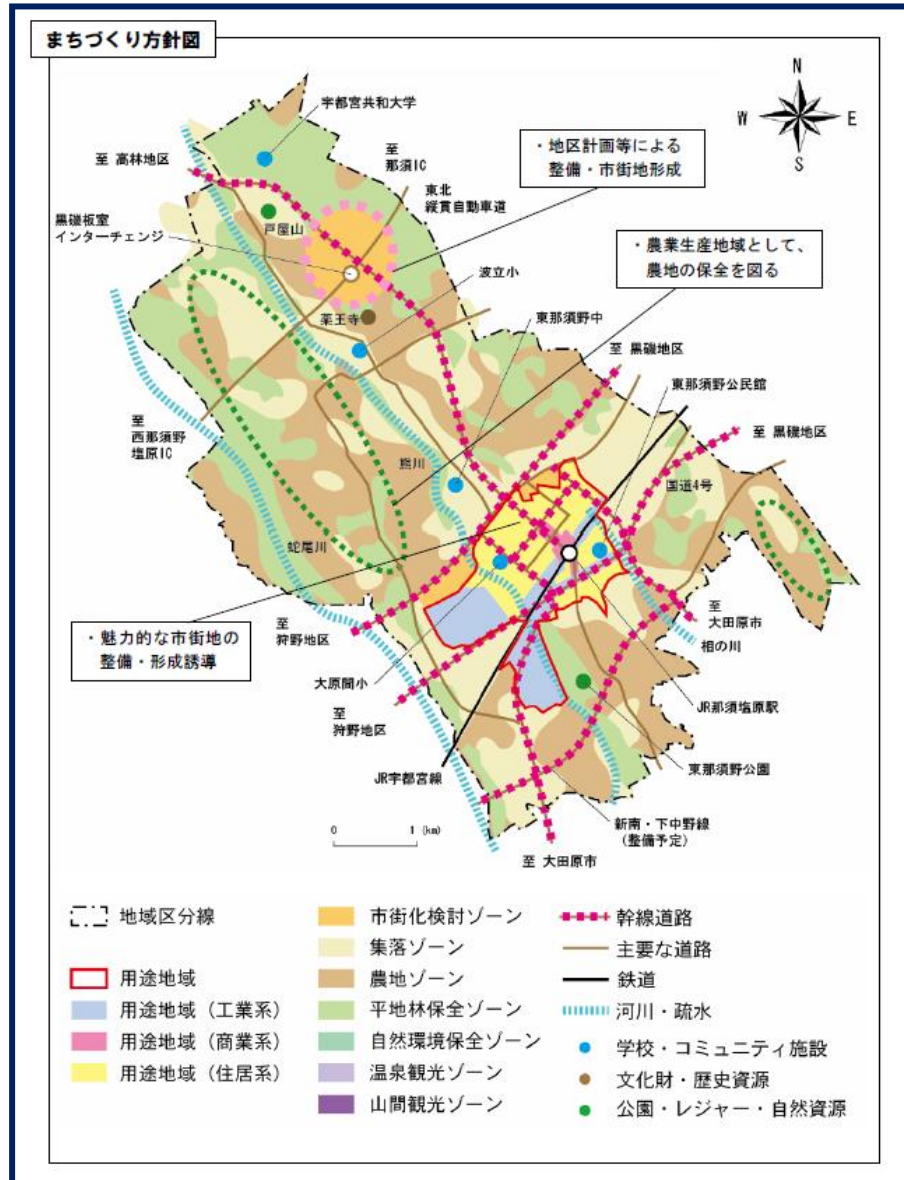 まちづくり方針図
N
W
E
S
宇都宮共和大学
至 高林地区
至
那須IC
・地区計画等による
整備・市街地形成
東北
縦貫自動車道
黒磯板室
インターチェンジ
戸屋山
・農業生産地域として、
農地の保全を図る
波立小
薬王寺
東那須野中
至 黒磯地区
東那須野公民館
至
西那須野
塩原IC
至 黒磯地区
熊川
国道4号
蛇尾川
・魅力的な市街地の
整備・形成誘導
至
狩野地区
至
大田原市
相の川
大原間小
至
狩野地区
JR那須塩原駅
JR宇都宮線
東那須野公園
0 1 (km)
新南・下中野線
(整備予定)
至 大田原市
地域区分線
用途地域
用途地域(工業系)
用途地域(商業系)
用途地域(住居系)
市街化検討ゾーン
集落ゾーン
農地ゾーン
平地林保全ゾーン
自然環境保全ゾーン
温泉観光ゾーン
山間観光ゾーン
幹線道路
主要な道路
鉄道
河川・疏水
学校・コミュニティ施設
文化財・歴史資源
公園・レジャー・自然資源